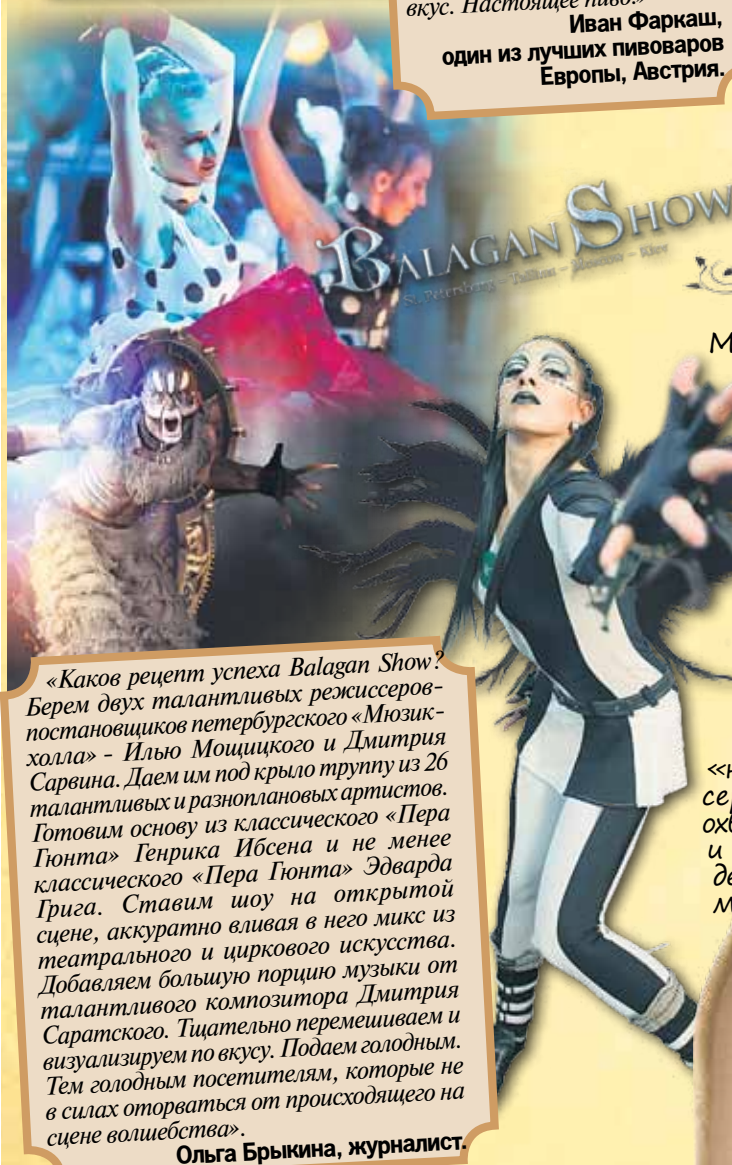 вкус. Настоящее пиво.»
Иван Фаркаш,
один из лучших пивоваров
Европы, Австрия.
BALAGAN SHOW
St. Petersburg - Tallinn - Moscow - Kiev
М
«Каков рецепт успеха Balagan Show?
Берем двух талантливых режиссеров-
постановщиков петербургского «Мюзик-
холла» - Илью Мощицкого и Дмитрия
Сарвина. Даем им под крыло труппу из 26
талантливых и разноплановых артистов.
Готовим основу из классического «Пера
Гюнта» Генрика Ибсена и не менее
классического «Пера Гюнта» Эдварда
Грига. Ставим шоу на открытой
сцене, аккуратно вливая в него микс из
театрального и циркового искусства.
Добавляем большую порцию музыки от
талантливого композитора Дмитрия
Саратского. Тщательно перемешиваем и
визуализируем по вкусу. Подаем голодным.
Тем голодным посетителям, которые не
в силах оторваться от происходящего на
сцене волшебства».
Ольга Брыкина, журналист.
и